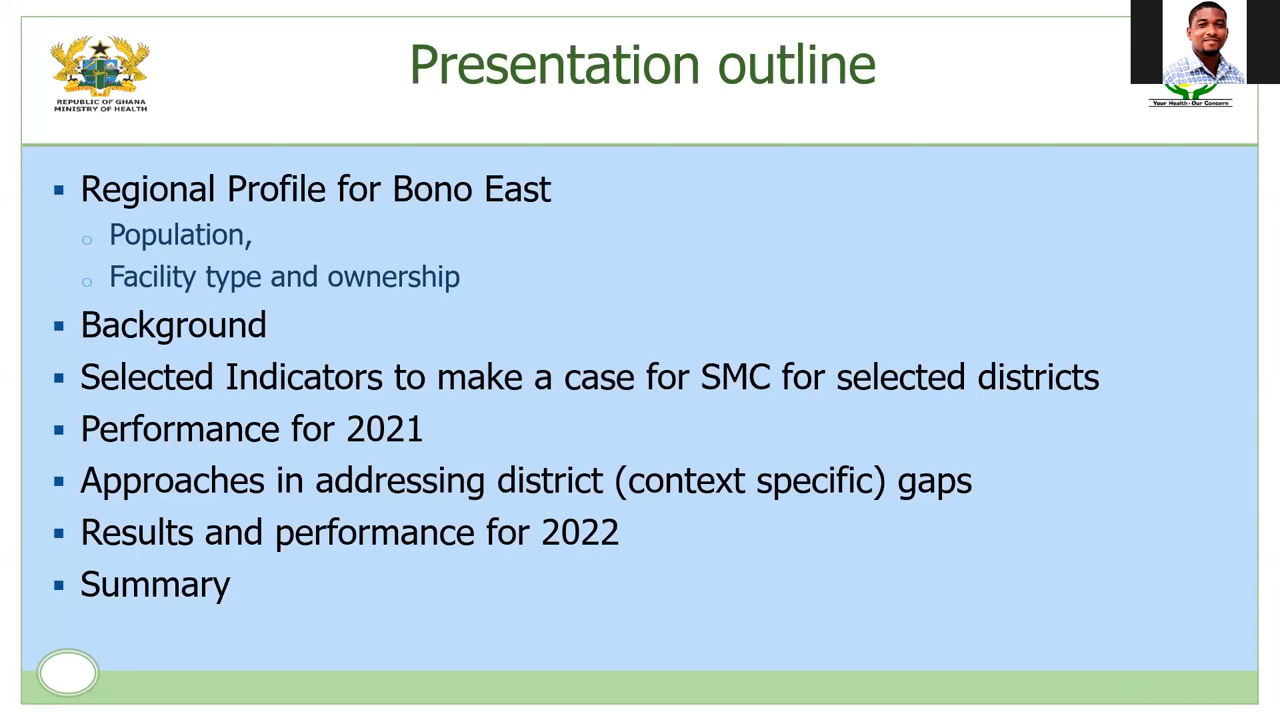 Presentation outline
REPUBLIC OF GHANA
MINISTRY OF HEALTH
Your Health - Our Concern
Regional Profile for Bono East
Population,
Facility type and ownership
Background
Selected Indicators to make a case for SMC for selected districts
Performance for 2021
Approaches in addressing district (context specific) gaps
Results and performance for 2022
Summary